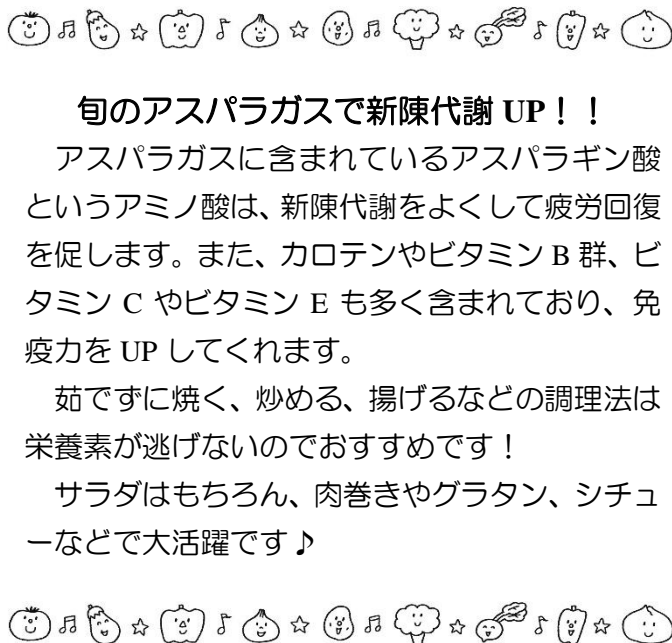 旬のアスパラガスで新陳代謝 UP！！
アスパラガスに含まれているアスパラギン酸
というアミノ酸は、新陳代謝をよくして疲労回復
を促します。また、カロテンやビタミン B 群、ビ
タミン C やビタミン E も多く含まれており、免
疫力を UP してくれます。
茹でずに焼く、炒める、揚げるなどの調理法は
栄養素が逃げないのでおすすめです！
サラダはもちろん、肉巻きやグラタン、シチュ
ーなどで大活躍です♪